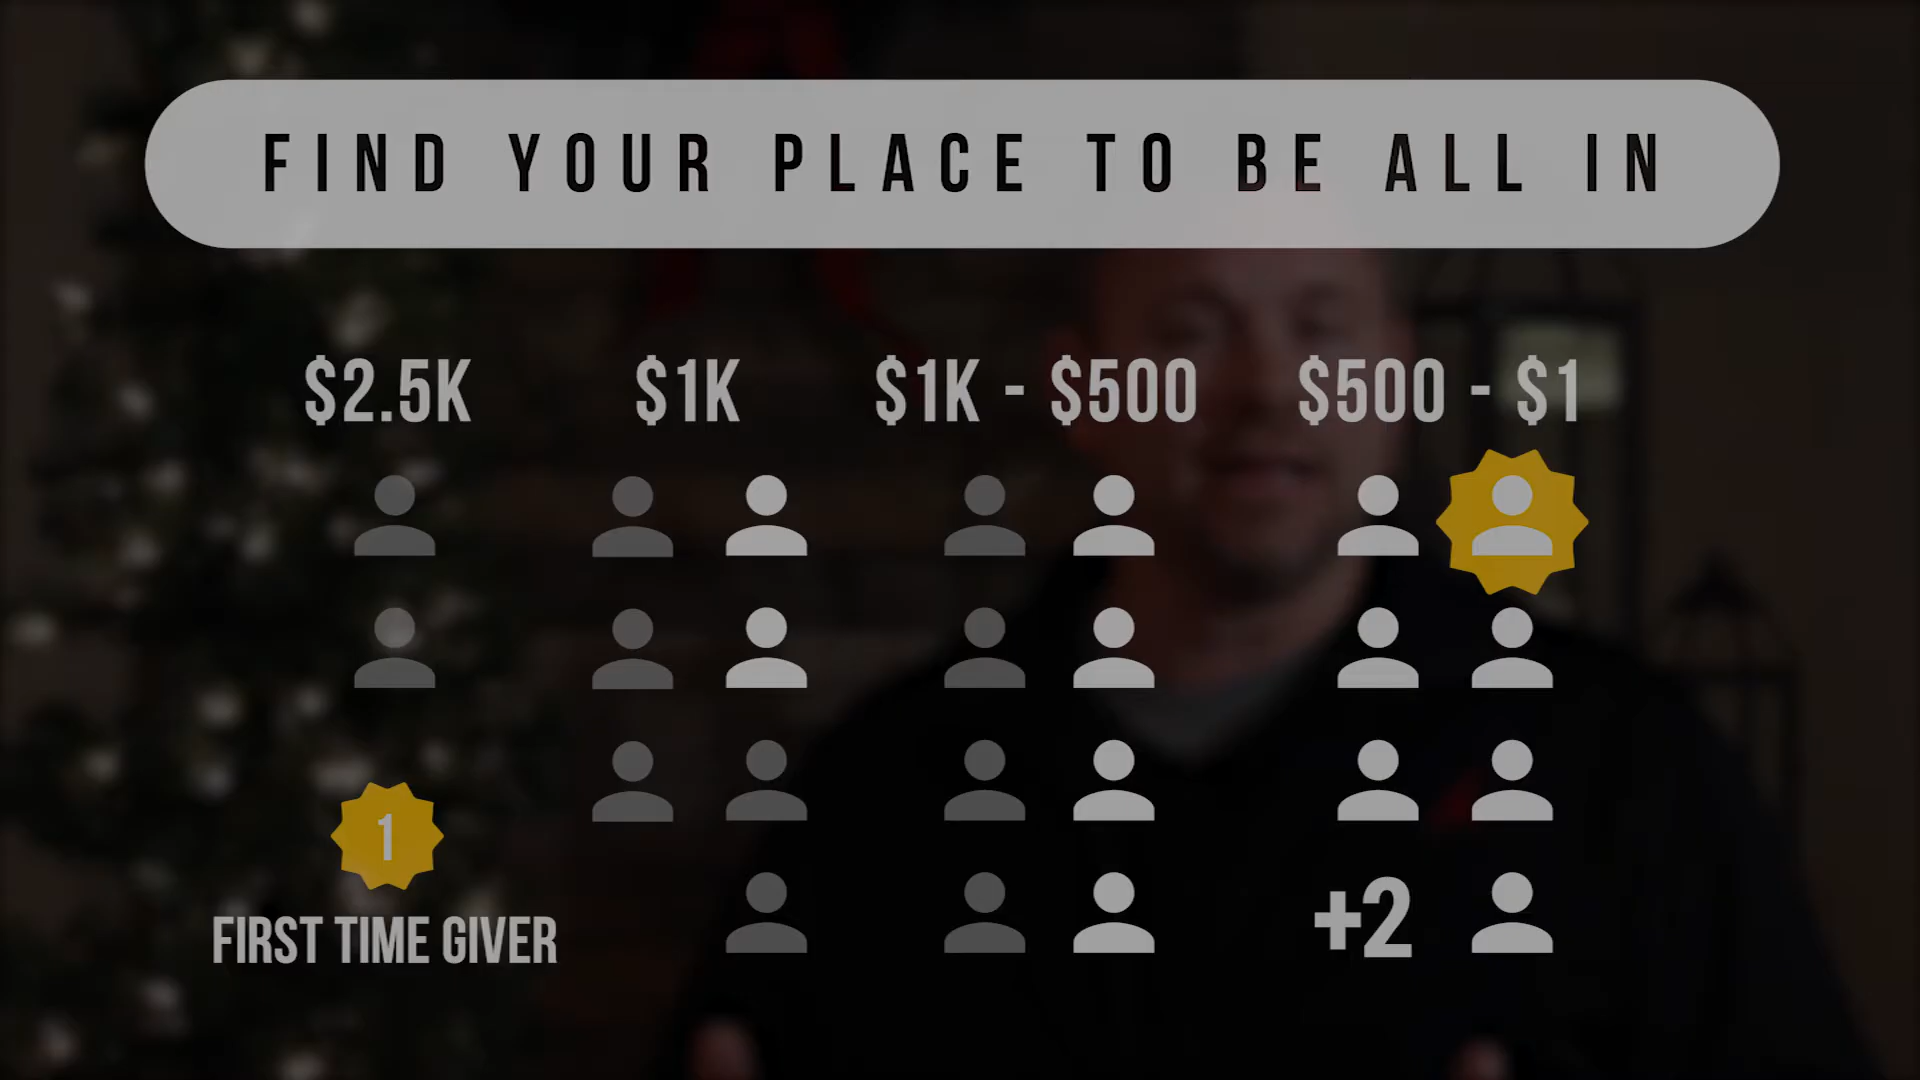 FIND YOUR PLACE TO BE ALL IN
$2.5K $1K $1K - $500 $500 - $1
1
+2
FIRST TIME GIVER